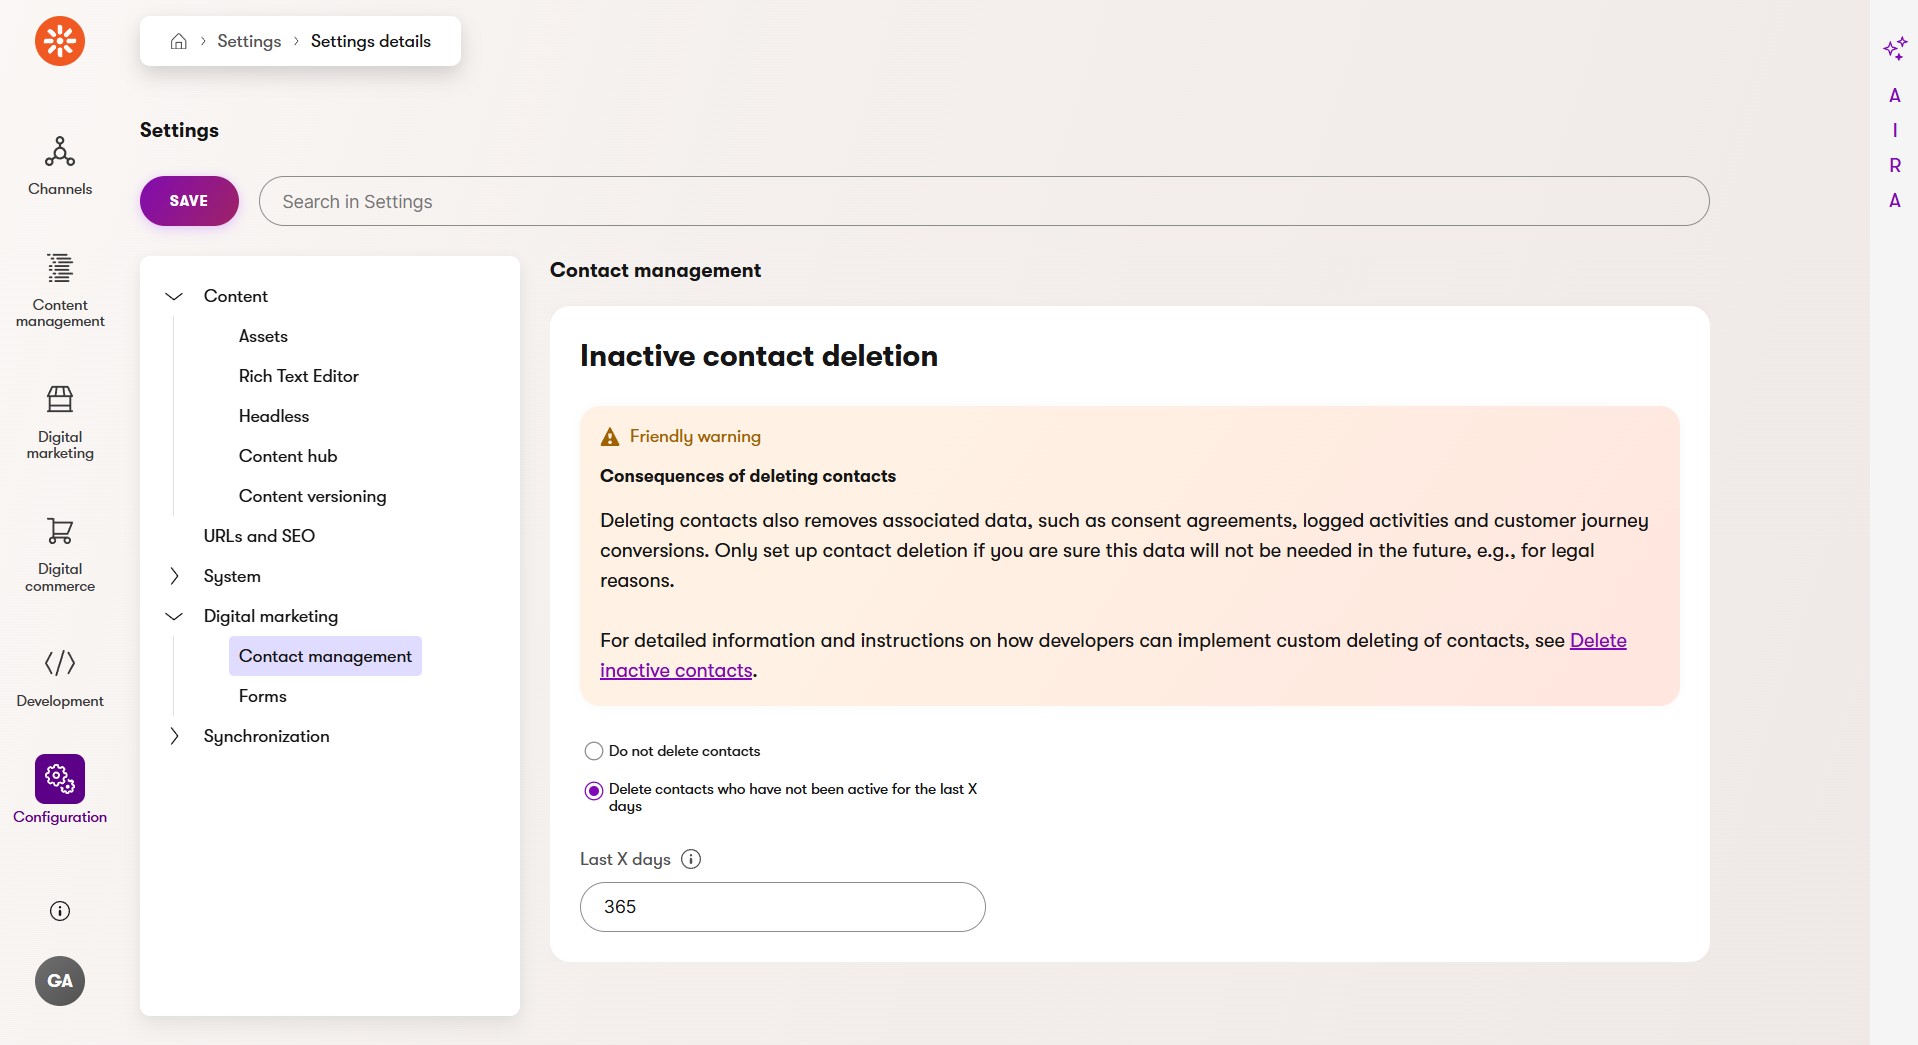 Settings
Settings details
Settings
SAVE
Search in Settings
Channels
Content
management
Digital
marketing
Digital
commerce
Development
Configuration
GA
Content
Assets
Rich Text Editor
Headless
Content hub
Content versioning
URLs and SEO
System
Digital marketing
Contact management
Forms
Synchronization
Contact management
Inactive contact deletion
Friendly warning
Consequences of deleting contacts
Deleting contacts also removes associated data, such as consent agreements, logged activities and customer journey
conversions. Only set up contact deletion if you are sure this data will not be needed in the future, e.g., for legal
reasons.
For detailed information and instructions on how developers can implement custom deleting of contacts, see Delete
inactive contacts.
Do not delete contacts
Delete contacts who have not been active for the last X
days
Last X days
365
A
I
R
A